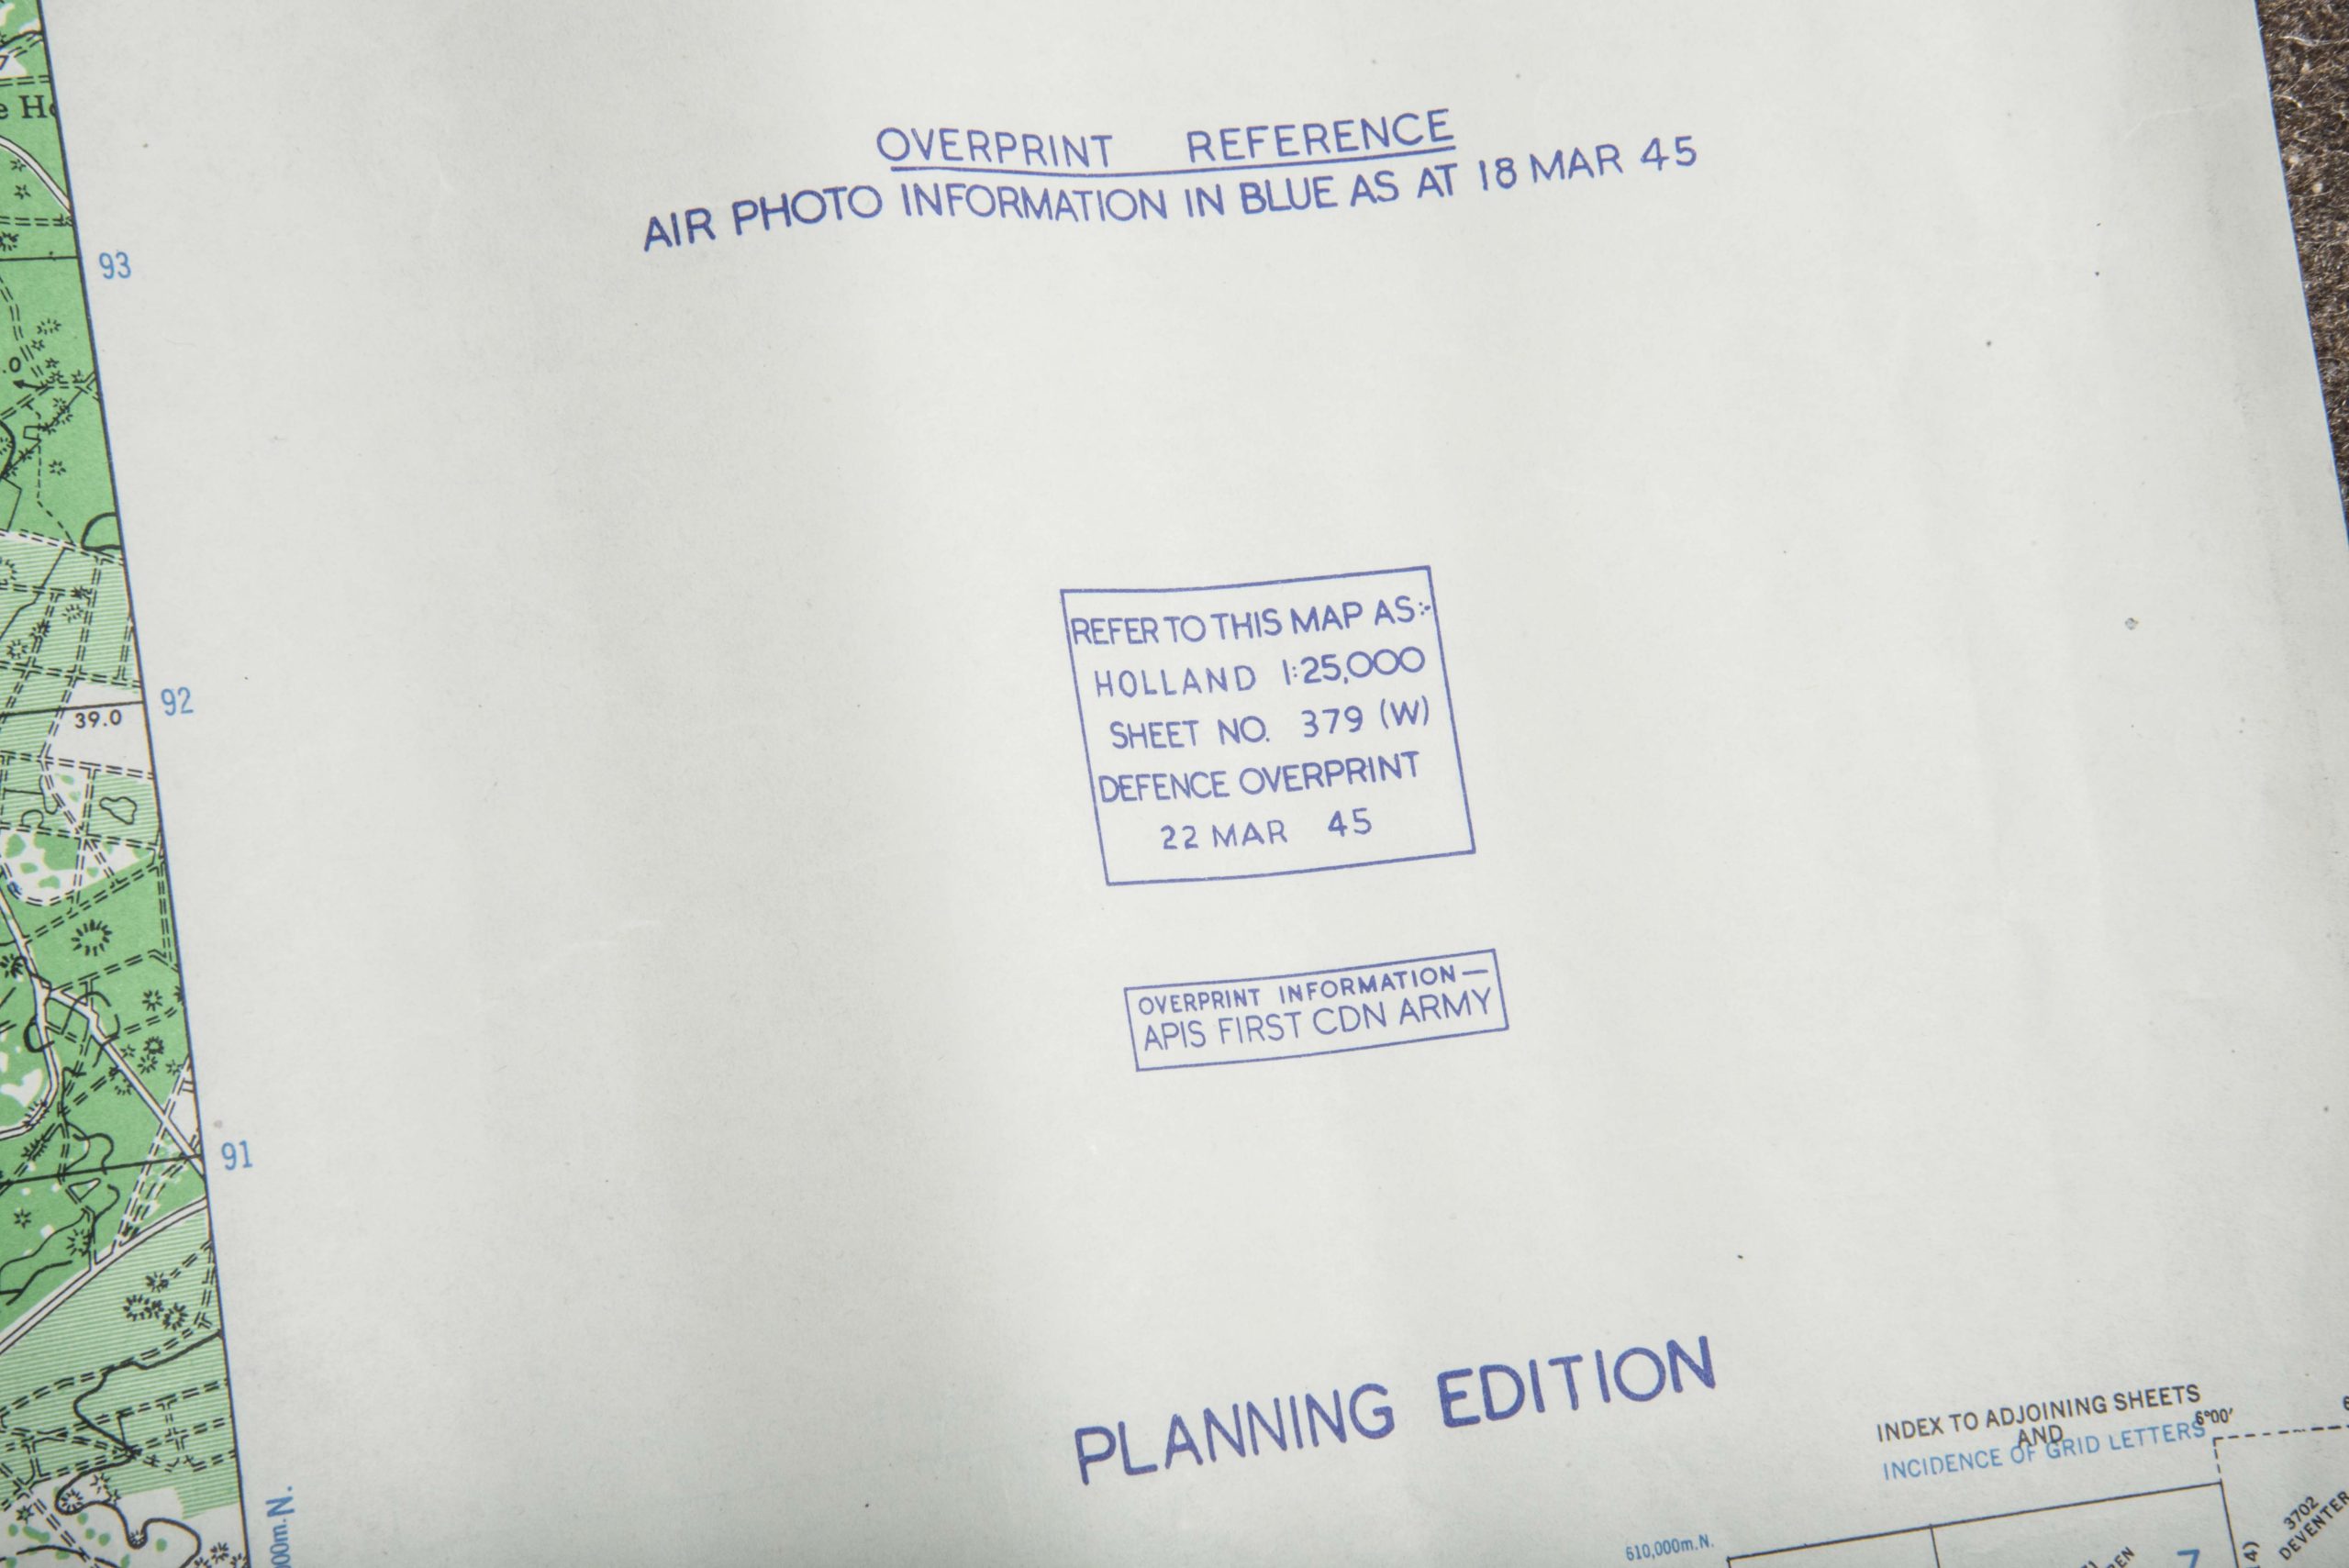 OVERPRINT REFERENCE
AIR PHOTO INFORMATION IN BLUE AS AT 18 MAR 45
93
92
39.0
91
REFER TO THIS MAP AS:-
HOLLAND 1:25,000
SHEET NO. 379 (W)
DEFENCE OVERPRINT
22 MAR 45
OVERPRINT INFORMATION—
APIS FIRST CDN ARMY
PLANNING EDITION
INDEX TO ADJOINING SHEETS
AND
INCIDENCE OF GRID LETTERS
6°00'
610,000m.N.
3702
DEVENTER